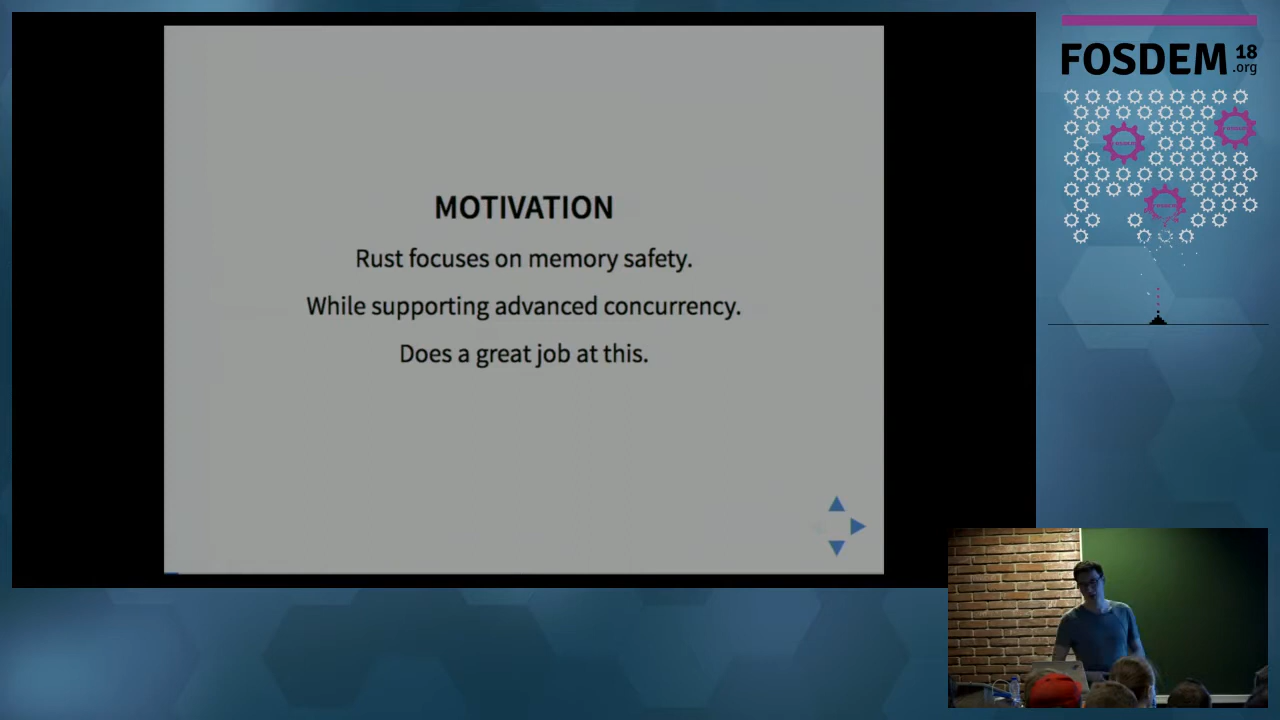 MOTIVATION
Rust focuses on memory safety.
While supporting advanced concurrency.
Does a great job at this.
FOSDEM 18
.org